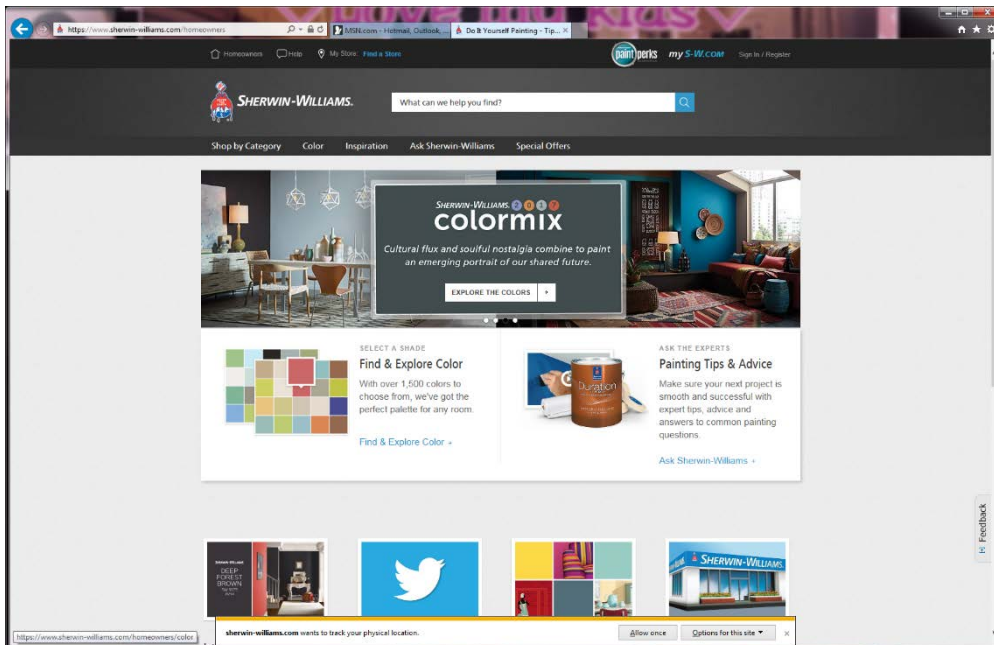 love my kids
https://www.sherwin-williams.com/homeowners
MSN.com - Hotmail, Outlook, ...
Do It Yourself Painting - Tip...
Homeowners
Help
My Store: Find a Store
paint perks
my S-W.COM
Sign In / Register
SHERWIN-WILLIAMS.
What can we help you find?
Shop by Category
Color
Inspiration
Ask Sherwin-Williams
Special Offers
SHERWIN-WILLIAMS. 2017
colormix
Cultural flux and soulful nostalgia combine to paint
an emerging portrait of our shared future.
EXPLORE THE COLORS
SELECT A SHADE
Find & Explore Color
With over 1,500 colors to
choose from, we've got the
perfect palette for any room.
Find & Explore Color
Duration
ASK THE EXPERTS
Painting Tips & Advice
Make sure your next project is
smooth and successful with
expert tips, advice and
answers to common painting
questions.
Ask Sherwin-Williams
Feedback
DEEP
FOREST
BROWN
SHERWIN-WILLIAMS.
https://www.sherwin-williams.com/homeowners/color
sherwin-williams.com wants to track your physical location.
Allow once
Options for this site